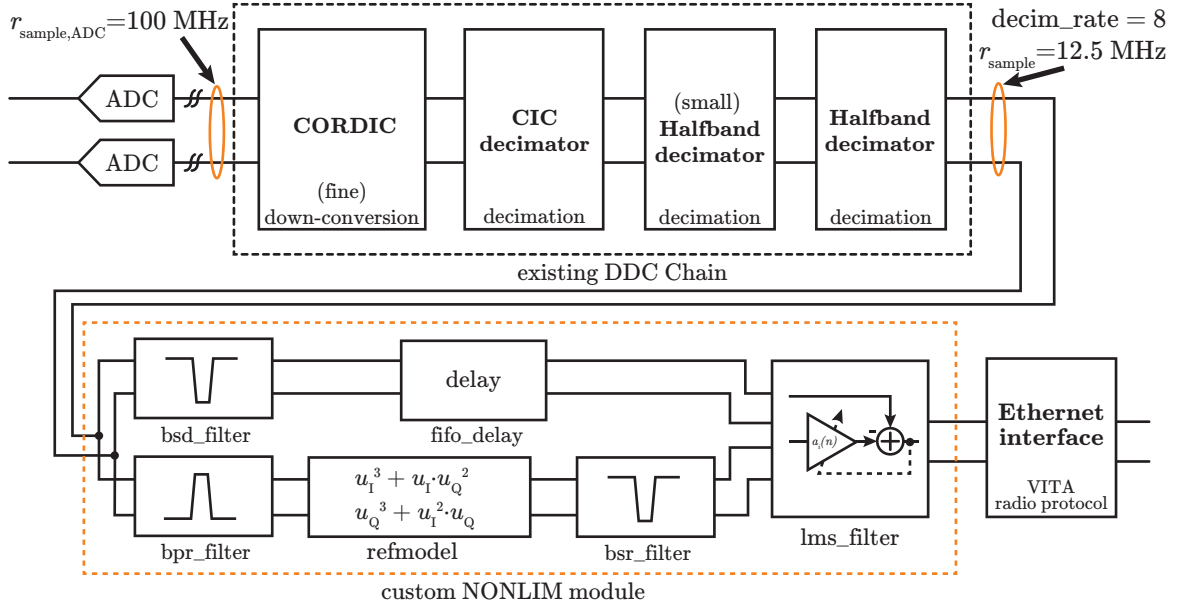 r_sample,ADC=100 MHz
decim_rate = 8
r_sample=12.5 MHz
ADC
ADC
CORDIC
(fine)
down-conversion
CIC
decimator
decimation
(small)
Halfband
decimator
decimation
Halfband
decimator
decimation
existing DDC Chain
bsd_filter
delay
fifo_delay
bpr_filter
u_I^3 + u_I·u_Q^2
u_Q^3 + u_I^2·u_Q
refmodel
bsr_filter
a_i(n)
-
+
lms_filter
Ethernet
interface
VITA
radio protocol
custom NONLIM module